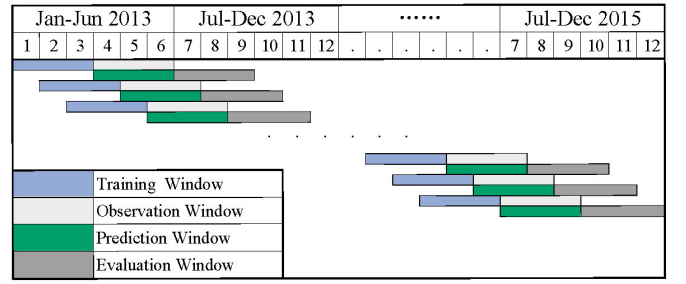 Jan-Jun 2013 Jul-Dec 2013 ...... Jul-Dec 2015
1 2 3 4 5 6 7 8 9 10 11 12 . . . . . . 7 8 9 10 11 12
. . . . . .
Training Window
Observation Window
Prediction Window
Evaluation Window